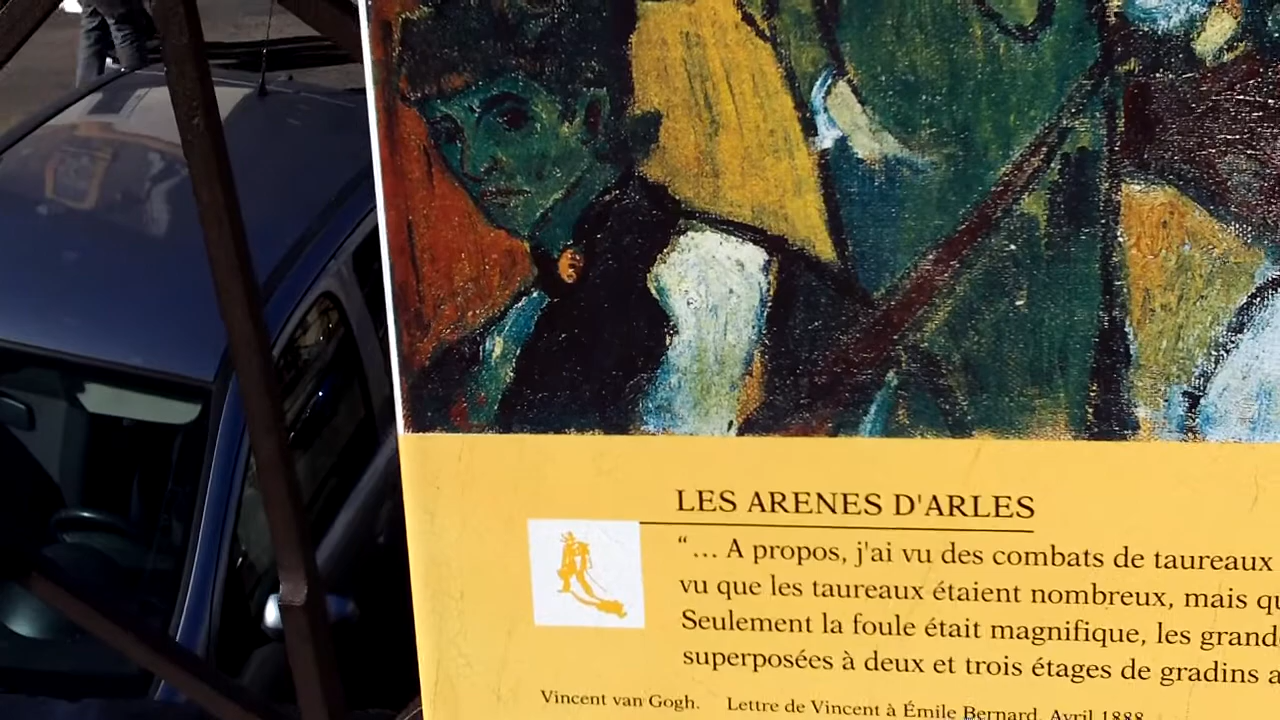 LES ARENES D'ARLES
“... A propos, j'ai vu des combats de taureaux
vu que les taureaux étaient nombreux, mais
Seulement la foule était magnifique, les
superposées à deux et trois étages de gradins
Vincent van Gogh. Lettre de Vincent à Émile Bernard, Avril 1888